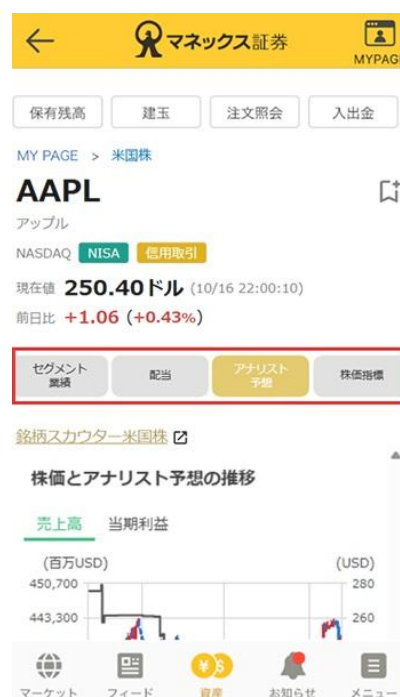 マネックス証券
MYPAG
保有残高 建玉 注文照会 入出金
MY PAGE > 米国株
AAPL
アップル
NASDAQ NISA 信用取引
現在値 250.40ドル (10/16 22:00:10)
前日比 +1.06 (+0.43%)
セグメント
業績
配当
アナリスト
予想
株価指標
銘柄スカウター米国株
株価とアナリスト予想の推移
売上高 当期利益
(百万USD) (USD)
450,700 280
443,300 260
マーケット フィード 資産 お知らせ メニュー